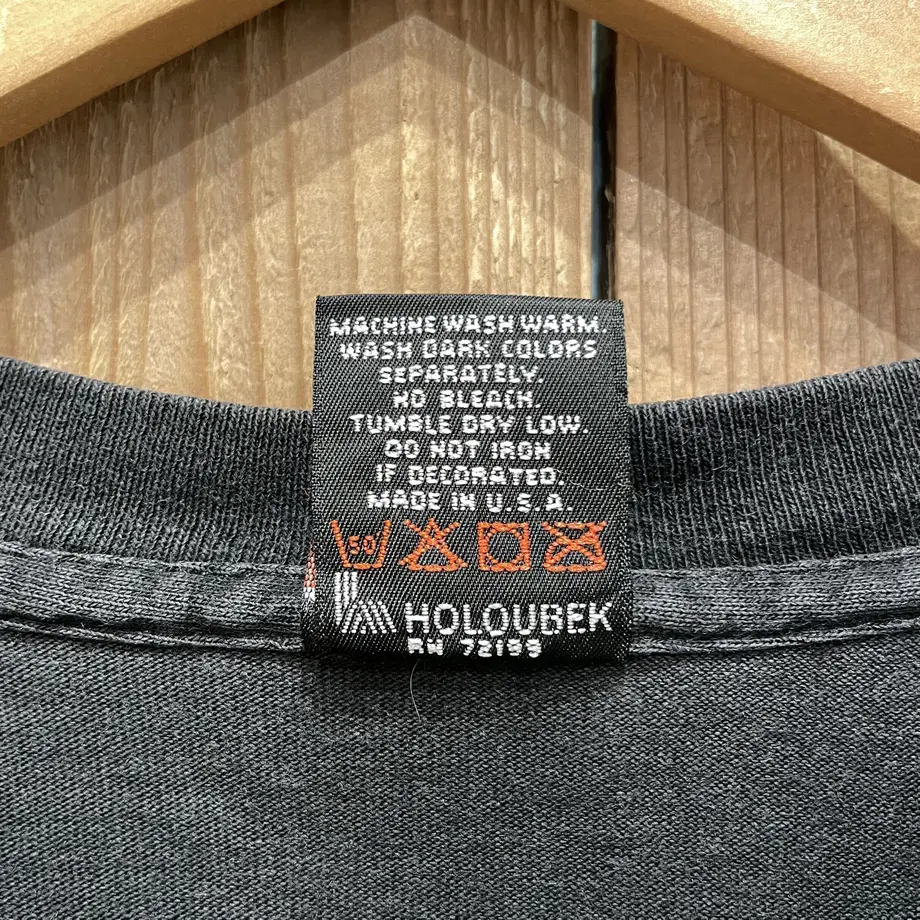 MACHINE WASH WARM.
WASH DARK COLORS
SEPARATELY.
NO BLEACH.
TUMBLE DRY LOW.
DO NOT IRON
IF DECORATED.
MADE IN U.S.A.
50
HOLOUBEK
RN 72193